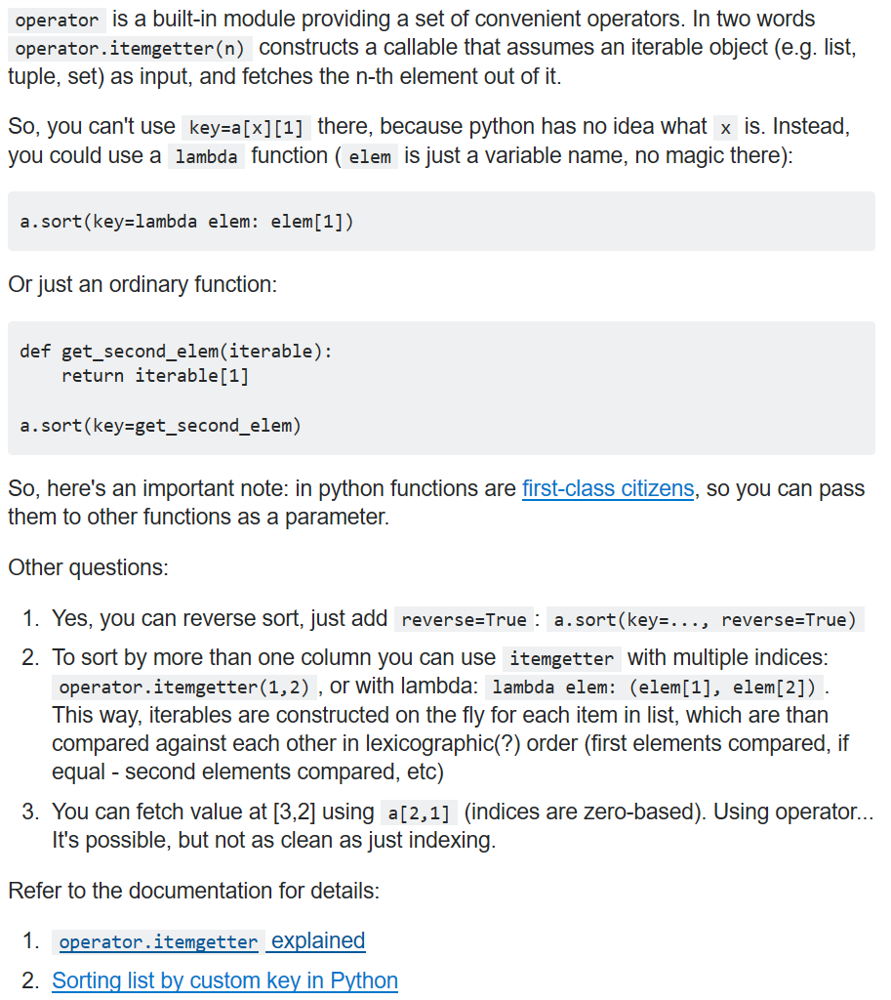 operator is a built-in module providing a set of convenient operators. In two words
operator.itemgetter(n) constructs a callable that assumes an iterable object (e.g. list,
tuple, set) as input, and fetches the n-th element out of it.
So, you can't use key=a[x][1] there, because python has no idea what x is. Instead,
you could use a lambda function ( elem is just a variable name, no magic there):
a.sort(key=lambda elem: elem[1])
Or just an ordinary function:
def get_second_elem(iterable):
    return iterable[1]
a.sort(key=get_second_elem)
So, here's an important note: in python functions are first-class citizens, so you can pass
them to other functions as a parameter.
Other questions:
1. Yes, you can reverse sort, just add reverse=True : a.sort(key=..., reverse=True)
2. To sort by more than one column you can use itemgetter with multiple indices:
operator.itemgetter(1,2) , or with lambda: lambda elem: (elem[1], elem[2]) .
This way, iterables are constructed on the fly for each item in list, which are than
compared against each other in lexicographic(?) order (first elements compared, if
equal - second elements compared, etc)
3. You can fetch value at [3,2] using a[2,1] (indices are zero-based). Using operator...
It's possible, but not as clean as just indexing.
Refer to the documentation for details:
1. operator.itemgetter explained
2. Sorting list by custom key in Python